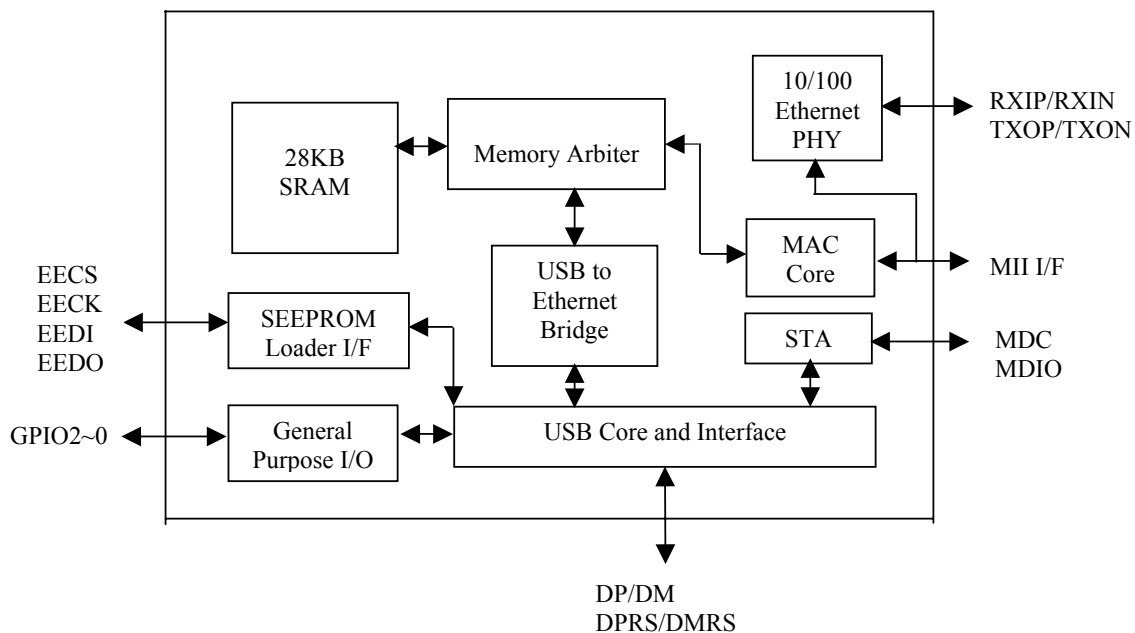 10/100
Ethernet
PHY
RXIP/RXIN
TXOP/TXON
28KB
SRAM
Memory Arbiter
MAC
Core
MII I/F
USB to
Ethernet
Bridge
EECS
EECK
EEDI
EEDO
SEEPROM
Loader I/F
STA
MDC
MDIO
GPIO2~0
General
Purpose I/O
USB Core and Interface
DP/DM
DPRS/DMRS